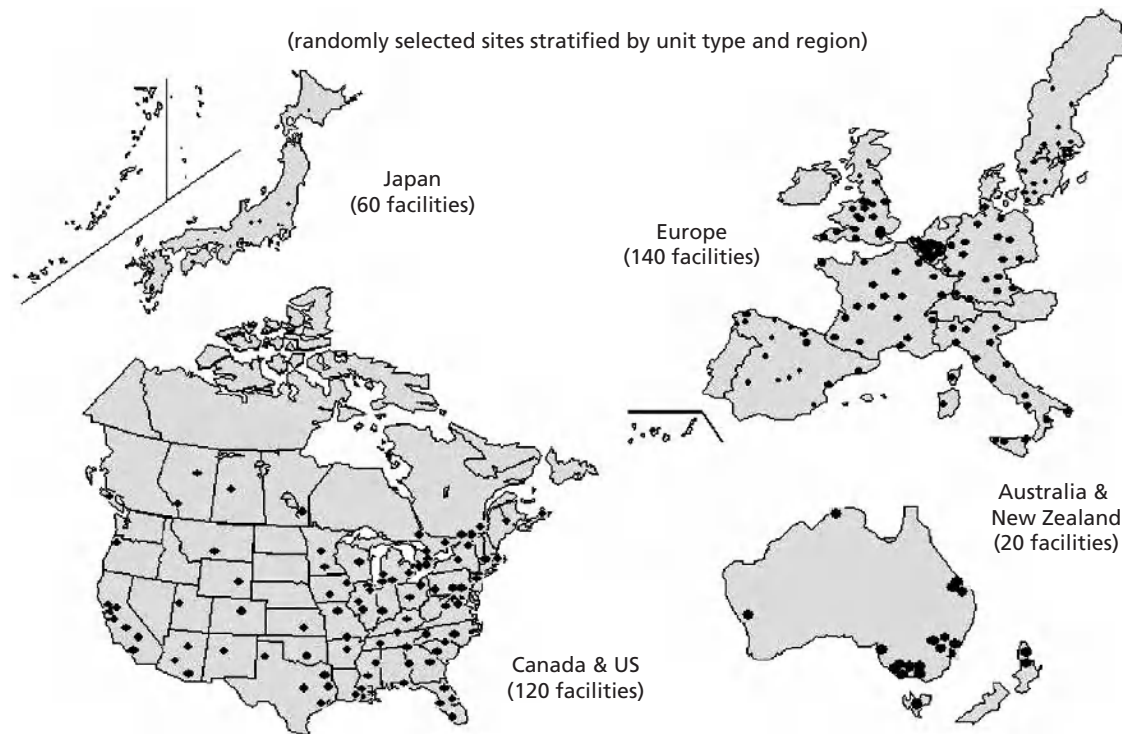 (randomly selected sites stratified by unit type and region)
Japan
(60 facilities)
Europe
(140 facilities)
Australia &
New Zealand
(20 facilities)
Canada & US
(120 facilities)